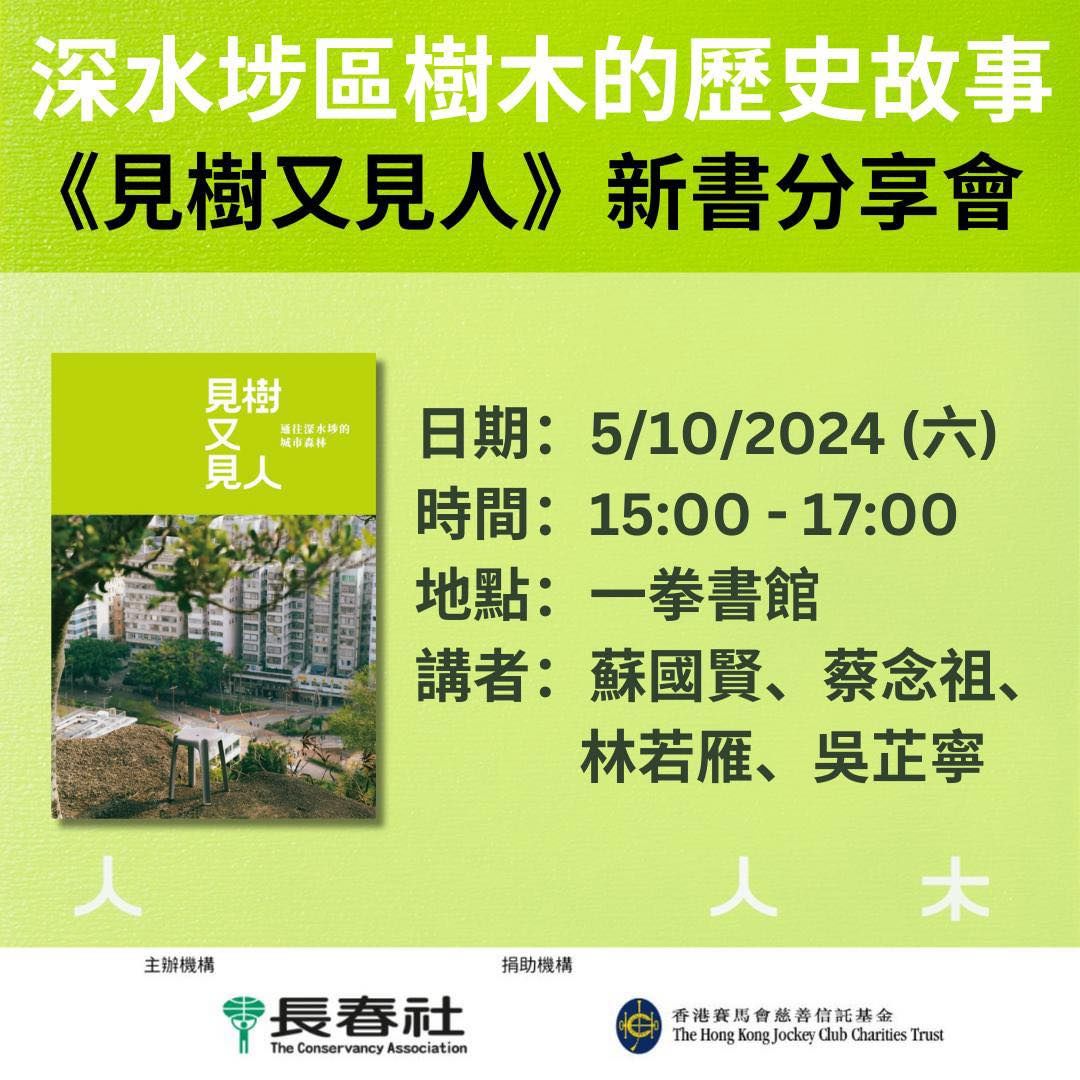 深水埗區樹木的歷史故事
《見樹又見人》新書分享會
見樹
又
見人
通往深水埗的
城市森林
日期：5/10/2024 (六)
時間：15:00 - 17:00
地點：一拳書館
講者：蘇國賢、蔡念祖、
林若雁、吳芷寧
人
人
木
主辦機構
捐助機構
長春社
The Conservancy Association
香港賽馬會慈善信託基金
The Hong Kong Jockey Club Charities Trust